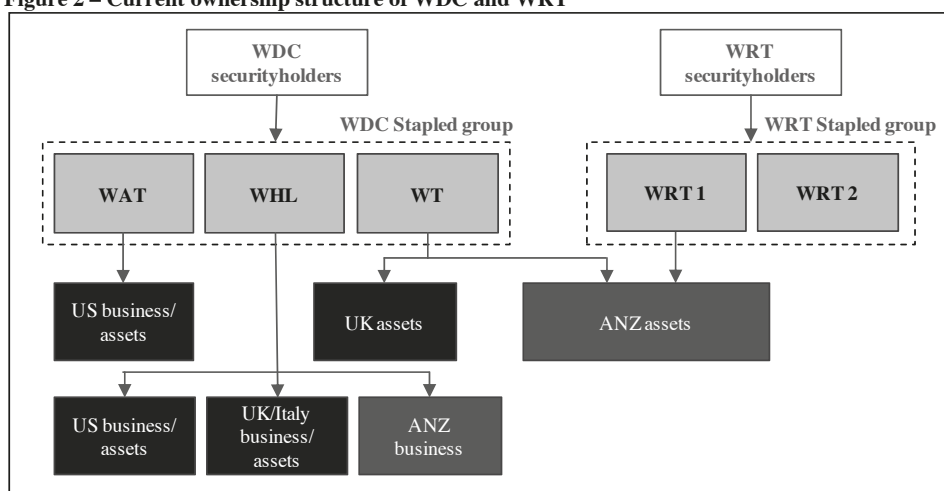 Figure 2 – Current ownership structure of WDC and WRT
WDC
securityholders
WRT
securityholders
WDC Stapled group
WRT Stapled group
WAT
WHL
WT
WRT 1
WRT 2
US business/
assets
UK assets
ANZ assets
US business/
assets
UK/Italy
business/
assets
ANZ
business